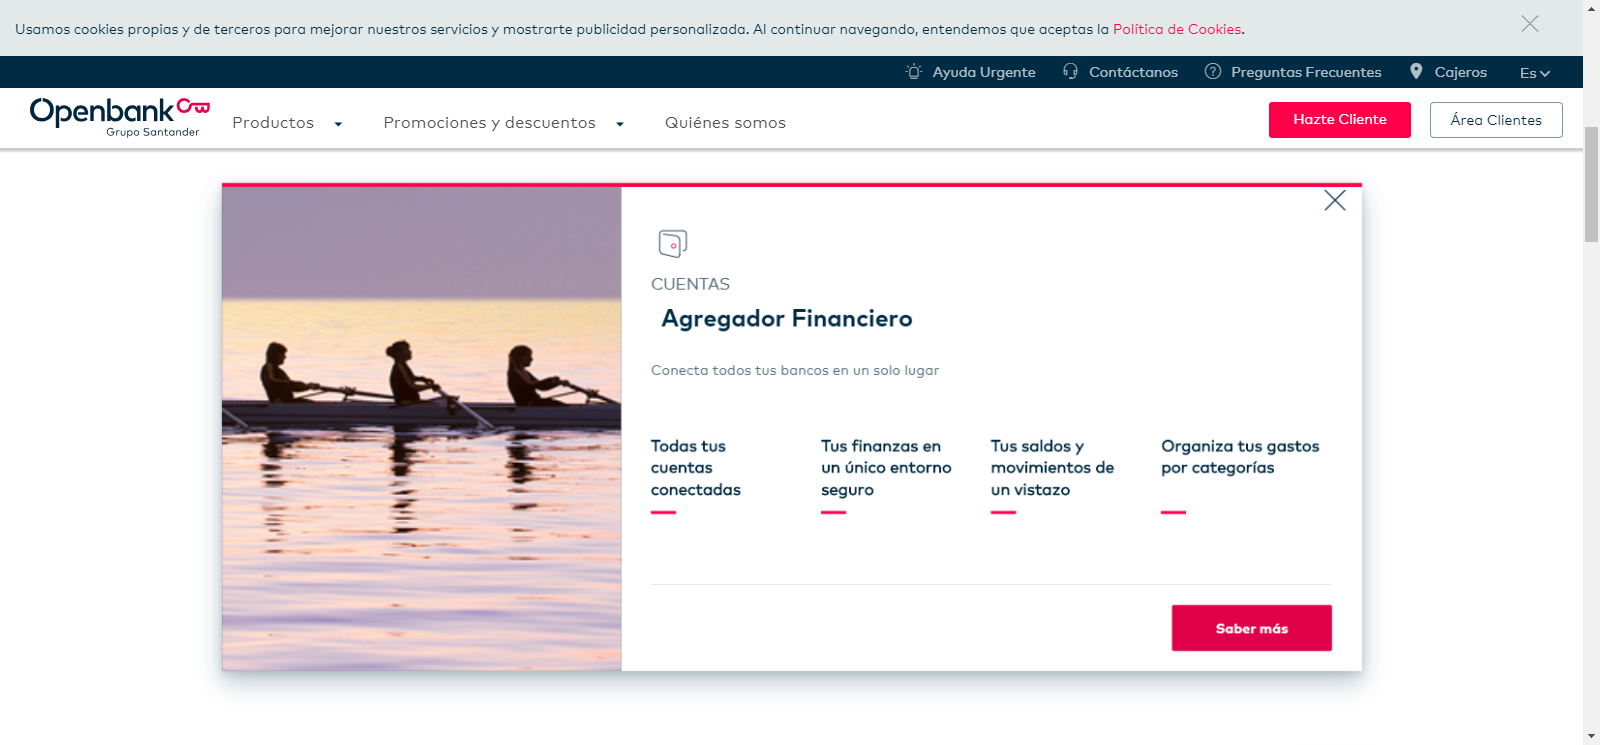 Usamos cookies propias y de terceros para mejorar nuestros servicios y mostrarte publicidad personalizada. Al continuar navegando, entendemos que aceptas la Política de Cookies.
Ayuda Urgente Contáctanos Preguntas Frecuentes Cajeros Es
Openbank
Grupo Santander
Productos Promociones y descuentos Quiénes somos
Hazte Cliente
Área Clientes
CUENTAS
Agregador Financiero
Conecta todos tus bancos en un solo lugar
Todas tus
cuentas
conectadas
Tus finanzas en
un único entorno
seguro
Tus saldos y
movimientos de
un vistazo
Organiza tus gastos
por categorías
Saber más